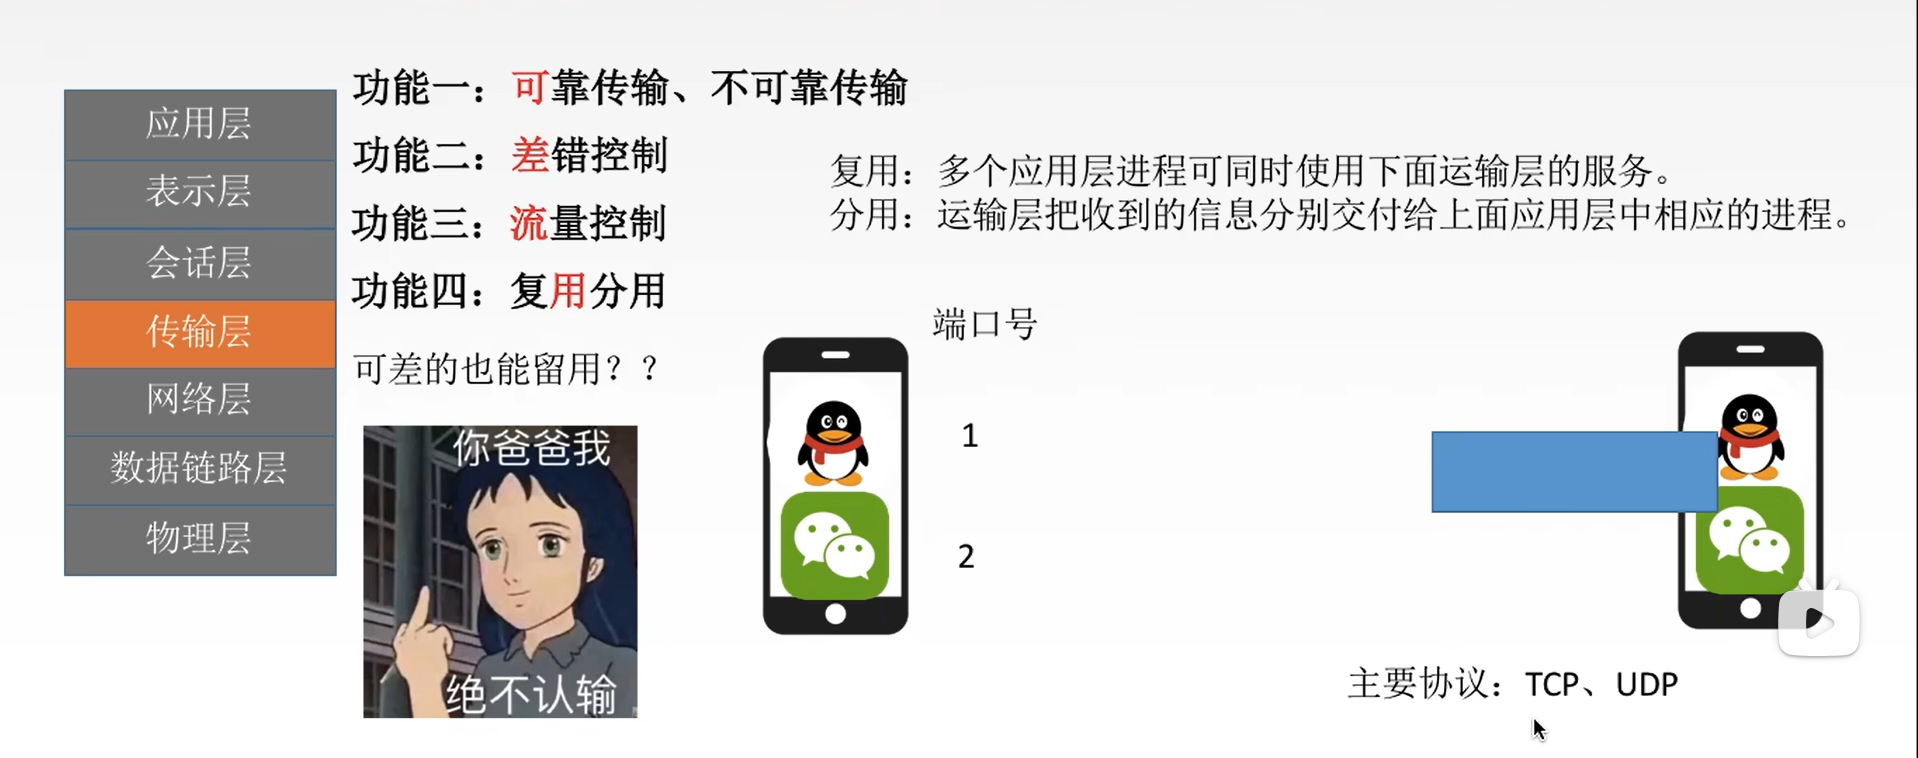 应用层
表示层
会话层
传输层
网络层
数据链路层
物理层
功能一：可靠传输、不可靠传输
功能二：差错控制
功能三：流量控制
功能四：复用分用
可差的也能留用？？
你爸爸我
绝不认输
复用：多个应用层进程可同时使用下面运输层的服务。
分用：运输层把收到的信息分别交付给上面应用层中相应的进程。
端口号
1
2
主要协议：TCP、UDP